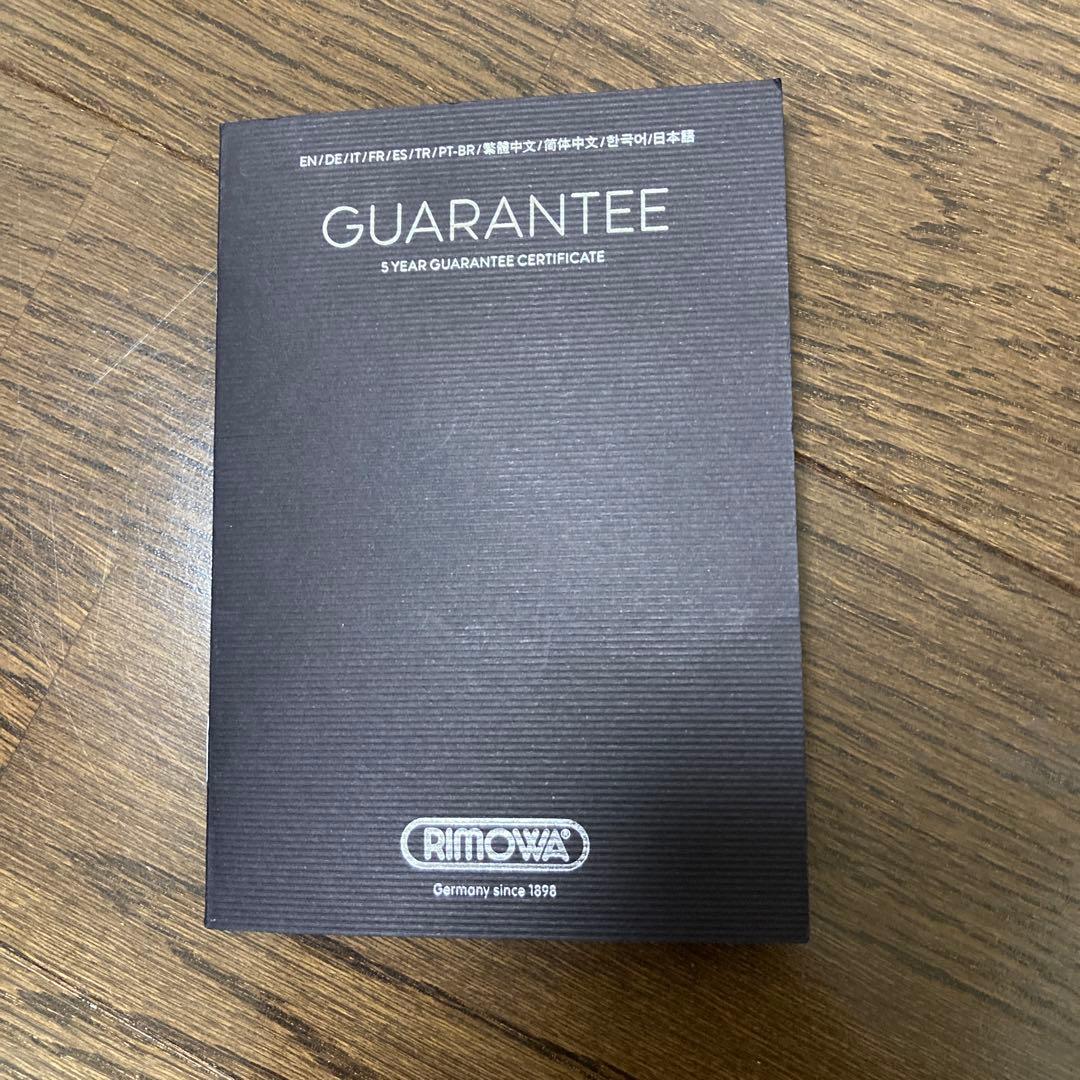 EN/DE/IT/FR/ES/TR/PT-BR/繁體中文/简体中文/한국어/日本語
GUARANTEE
5 YEAR GUARANTEE CERTIFICATE
RIMOWA®
Germany since 1898